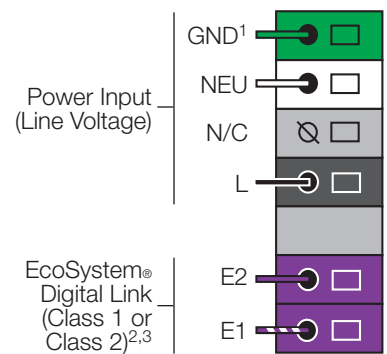 GND1
NEU
Power Input
(Line Voltage)
N/C
L
EcoSystem®
Digital Link
(Class 1 or
Class 2)2,3
E2
E1